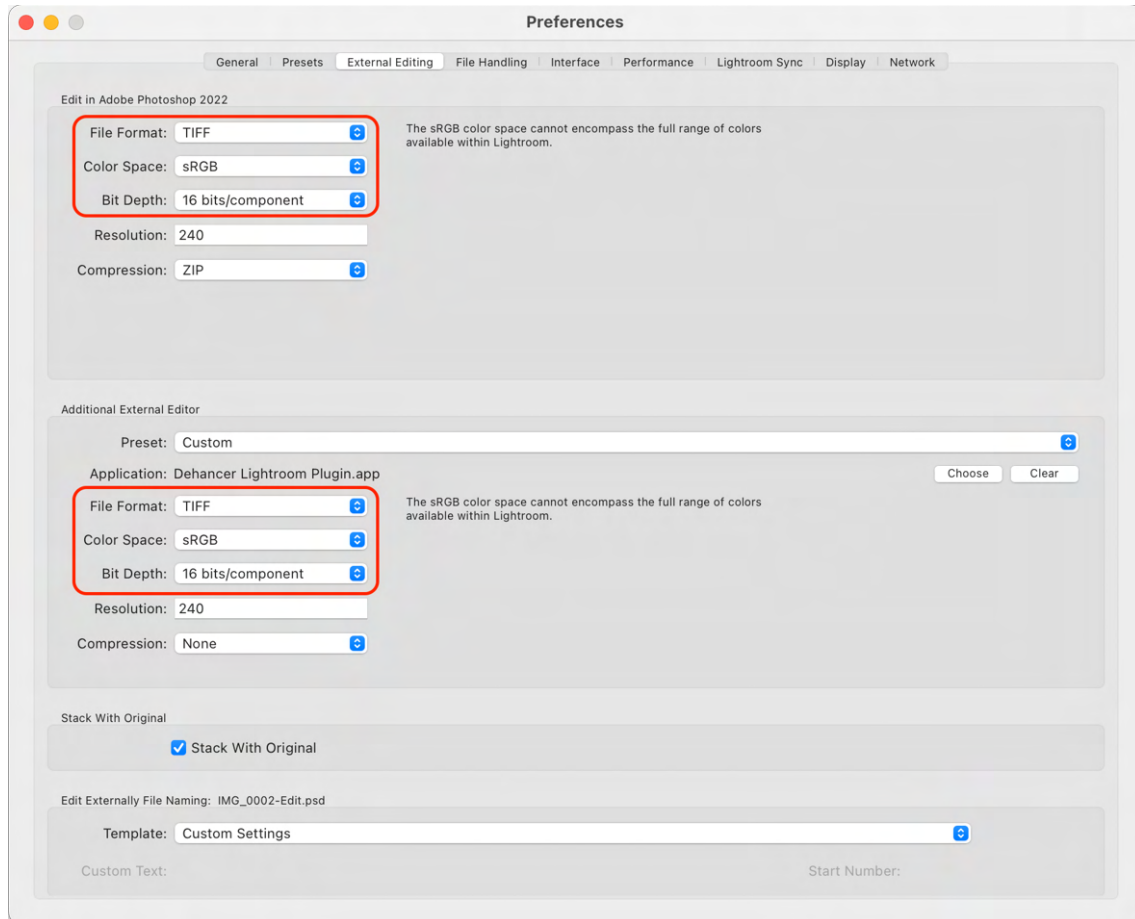 Preferences
General Presets External Editing File Handling Interface Performance Lightroom Sync Display Network
Edit in Adobe Photoshop 2022
File Format: TIFF
The sRGB color space cannot encompass the full range of colors
available within Lightroom.
Color Space: sRGB
Bit Depth: 16 bits/component
Resolution: 240
Compression: ZIP
Additional External Editor
Preset: Custom
Application: Dehancer Lightroom Plugin.app Choose Clear
File Format: TIFF
The sRGB color space cannot encompass the full range of colors
available within Lightroom.
Color Space: sRGB
Bit Depth: 16 bits/component
Resolution: 240
Compression: None
Stack With Original
Stack With Original
Edit Externally File Naming: IMG_0002-Edit.psd
Template: Custom Settings
Custom Text: Start Number: